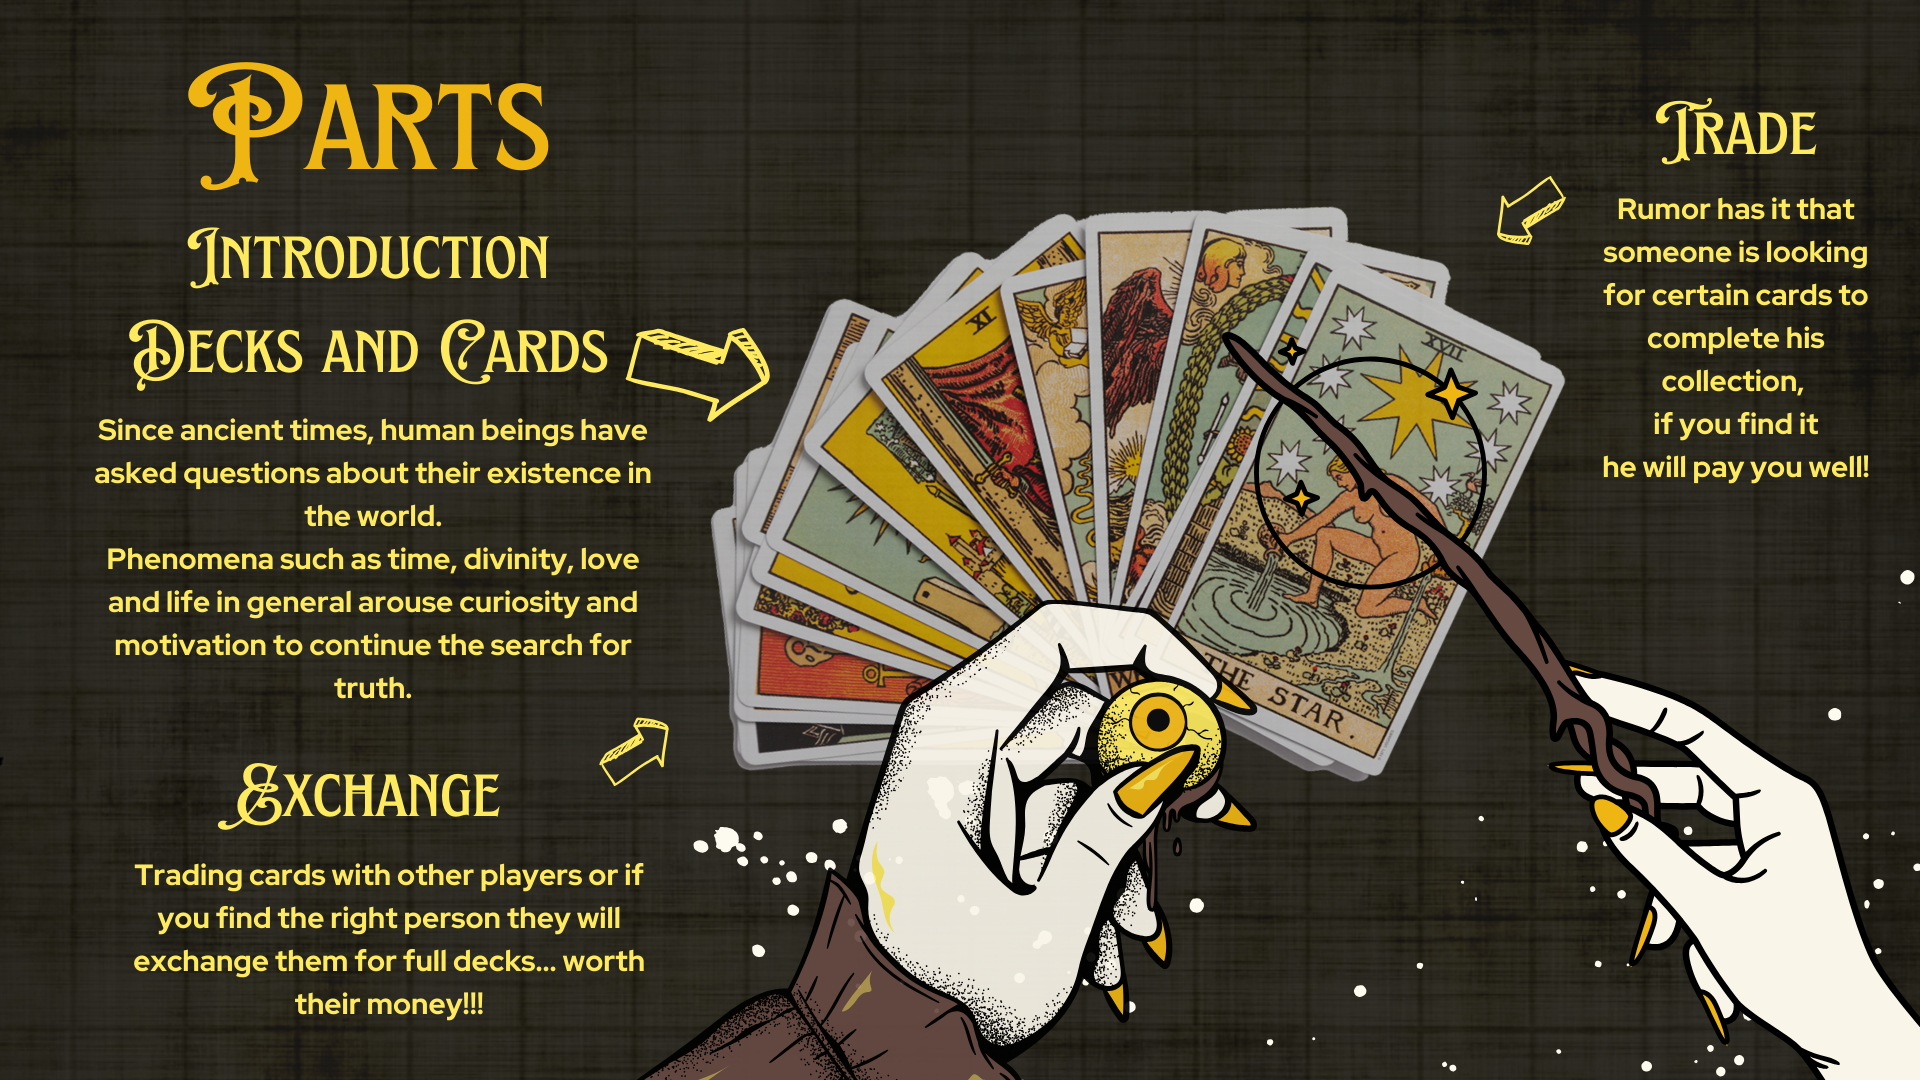 Parts
Introduction
Decks and Cards
Since ancient times, human beings have
asked questions about their existence in
the world.
Phenomena such as time, divinity, love
and life in general arouse curiosity and
motivation to continue the search for
truth.
Exchange
Trading cards with other players or if
you find the right person they will
exchange them for full decks... worth
their money!!!
Trade
Rumor has it that
someone is looking
for certain cards to
complete his
collection,
if you find it
he will pay you well!
XI
XVII
THE STAR.